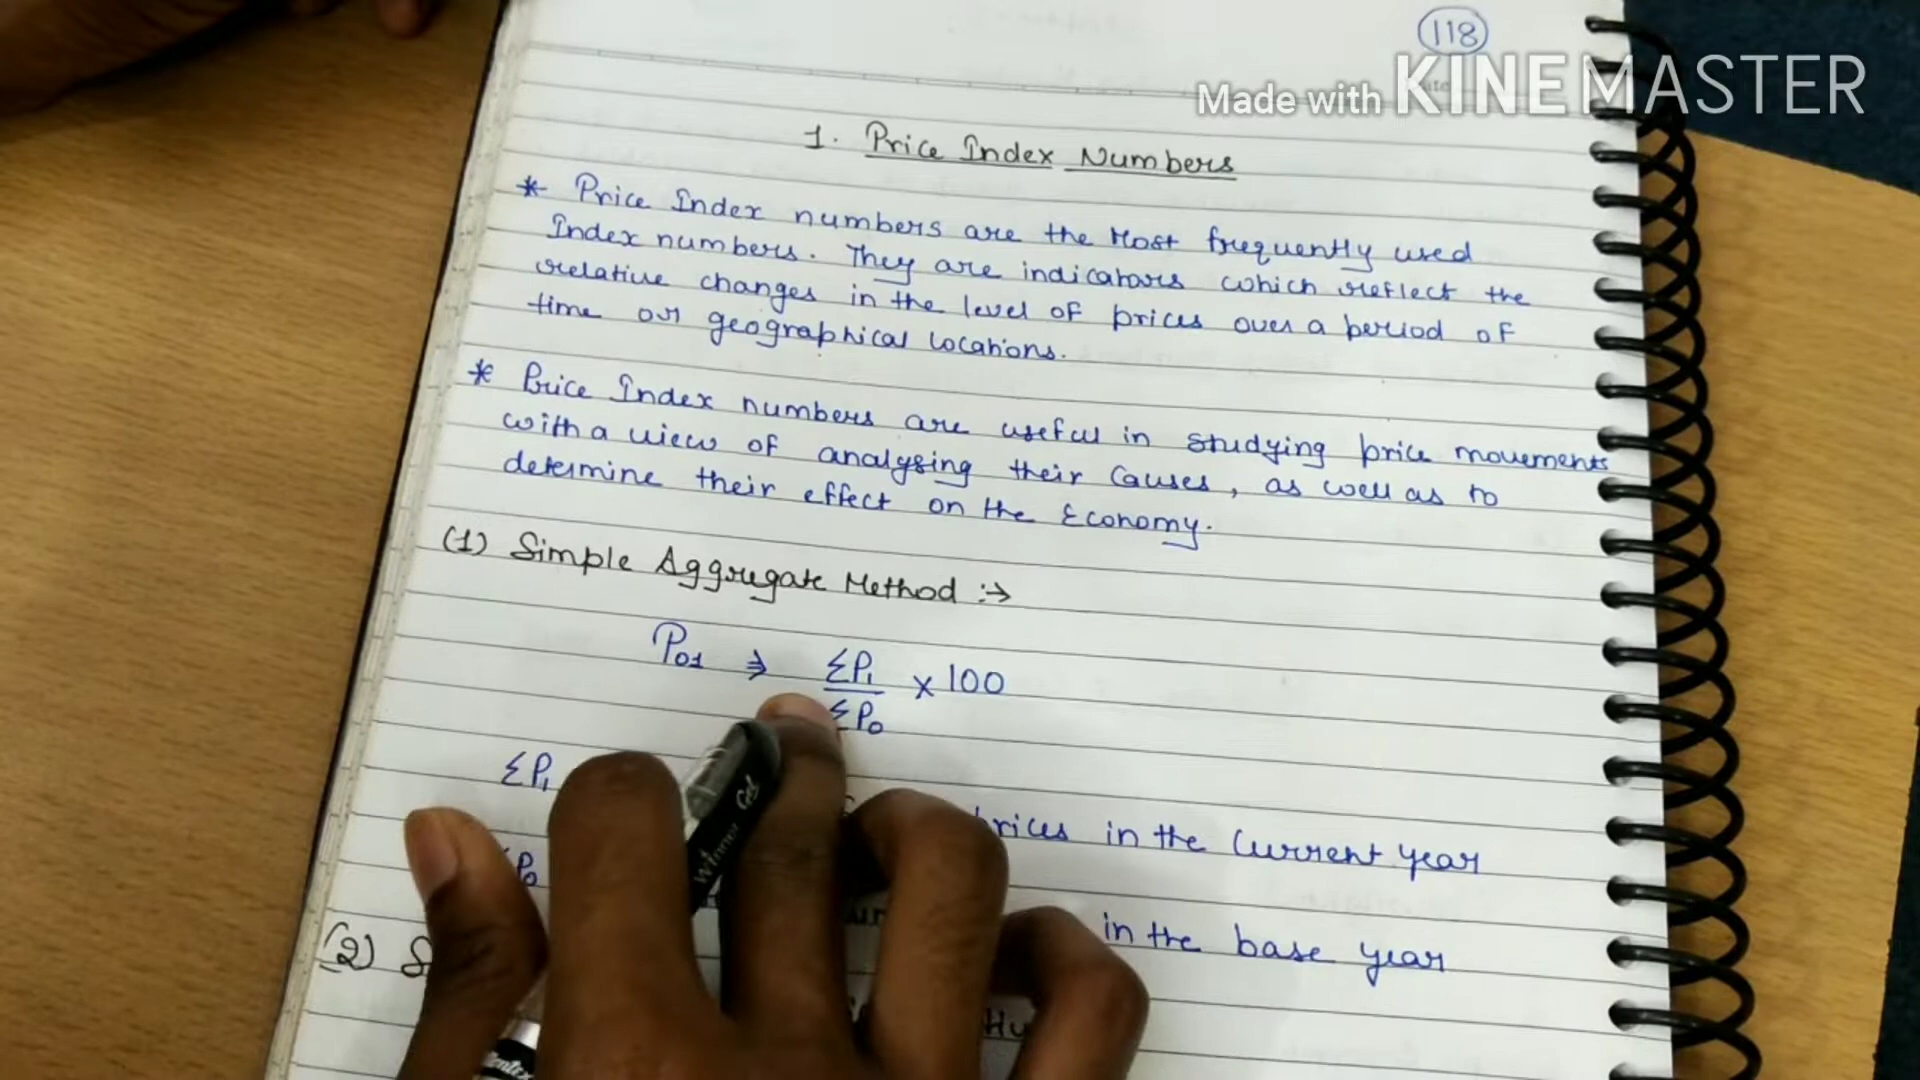 118
Made with KINEMASTER
1. Price Index Numbers
* Price Index numbers are the Most frequently used
Index numbers. They are indicators which reflect the
relative changes in the level of prices over a period of
time or geographical locations.
* Price Index numbers are useful in studying price movements
with a view of analysing their Causes, as well as to
determine their effect on the Economy.
(1) Simple Aggregate Method :→
P01 ⇒ ΣP1 / ΣP0 × 100
ΣP1 prices in the Current year
P0 in the base year
(2) S
winner Gel